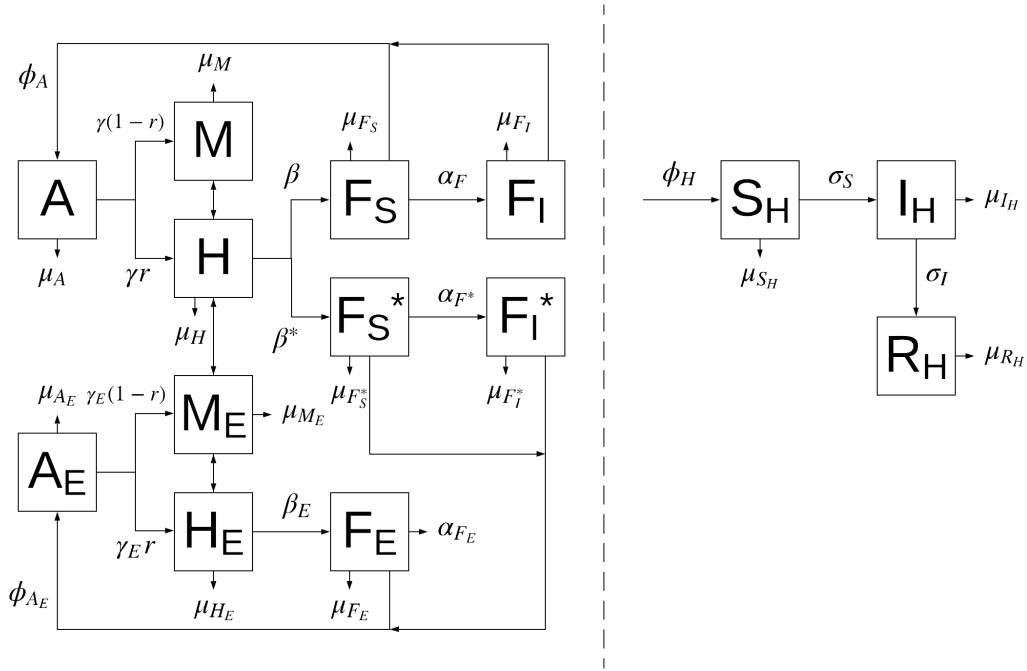 ϕ_A
μ_M
γ(1 − r)
M
μ_{F_S}
μ_{F_I}
A
β
F_S
α_F
F_I
ϕ_H
S_H
σ_S
I_H
μ_{I_H}
μ_A
γr
H
μ_{S_H}
σ_I
μ_H
β*
F_S*
α_{F*}
F_I*
R_H
μ_{R_H}
μ_{F_S^*}
μ_{F_I^*}
μ_{A_E}
γ_E(1 − r)
M_E
μ_{M_E}
A_E
γ_E r
H_E
β_E
F_E
α_{F_E}
ϕ_{A_E}
μ_{H_E}
μ_{F_E}